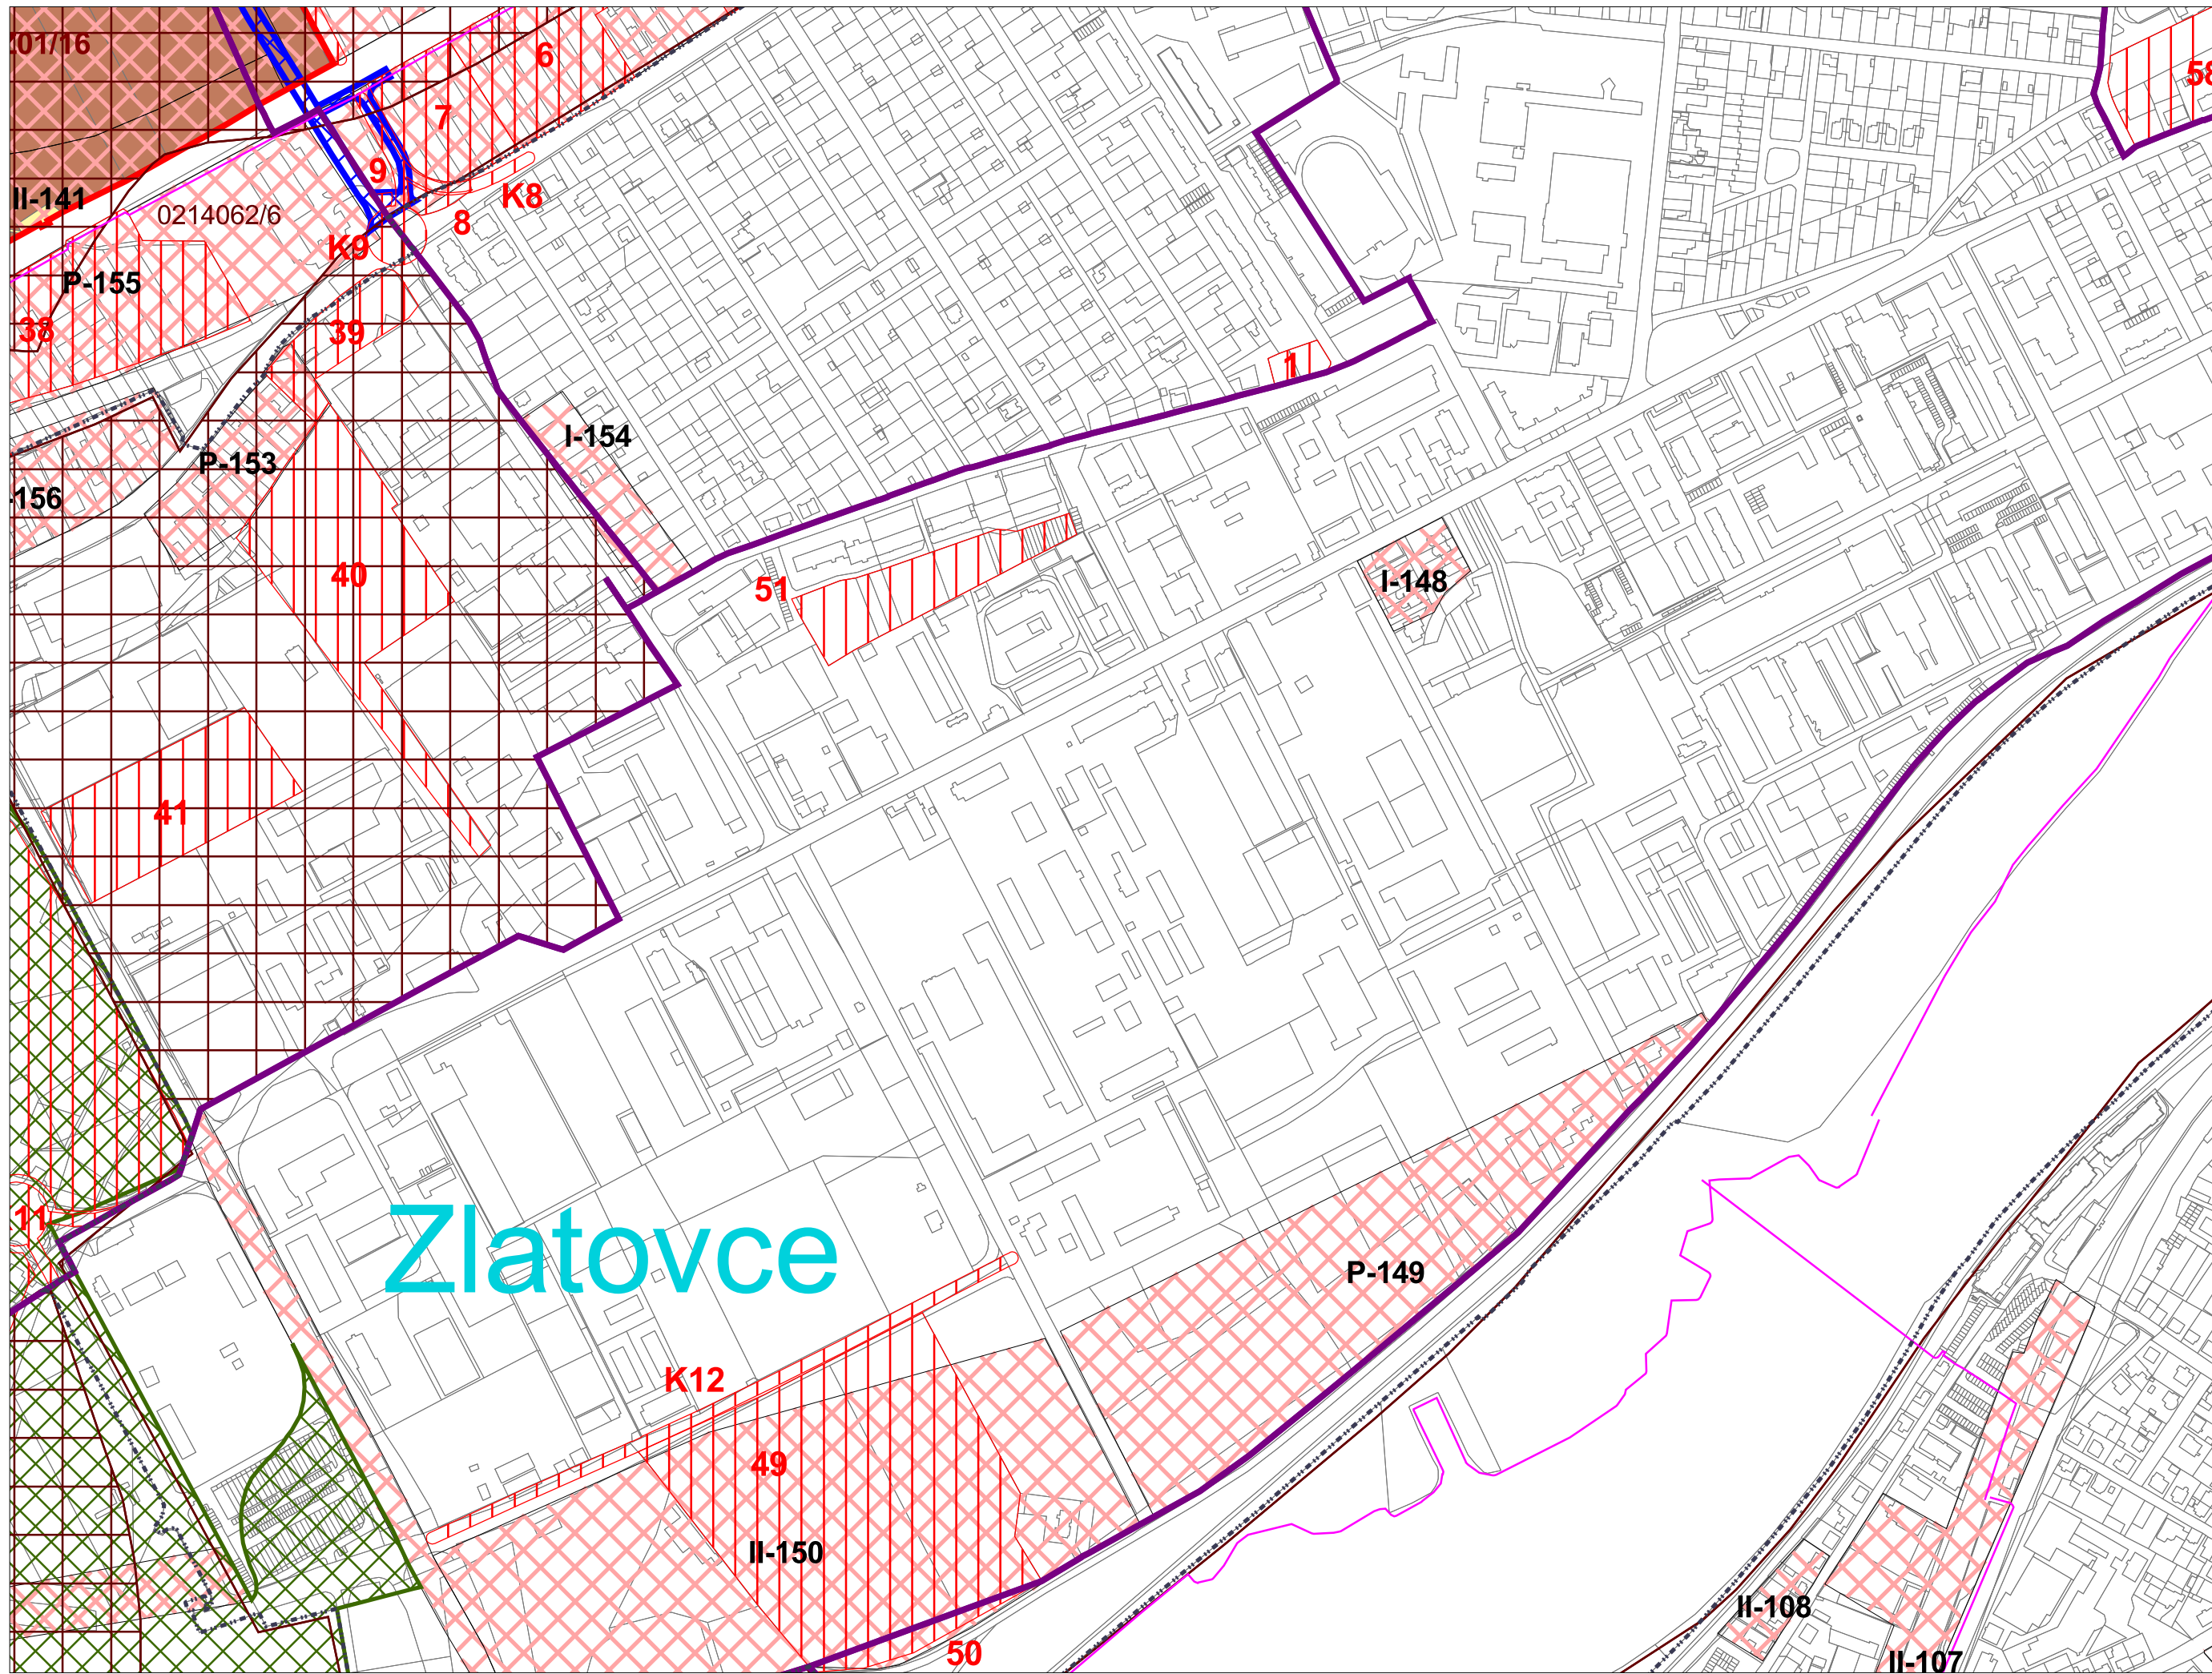 01/16
6
58
7
9
II-141
K8
0214062/6
8
K9
P-155
38
39
1
I-154
P-153
-156
40
51
I-148
41
11
Zlatovce
P-149
K12
49
II-150
II-108
50
II-107